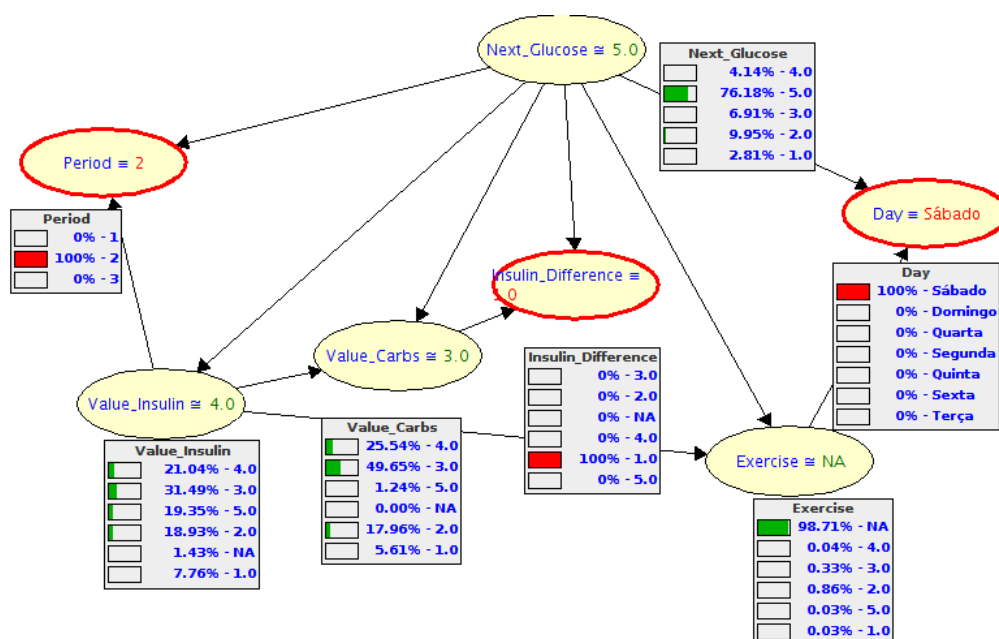 Next_Glucose ≅ 5.0
Next_Glucose
4.14% - 4.0
76.18% - 5.0
6.91% - 3.0
9.95% - 2.0
2.81% - 1.0
Period ≡ 2
Period
0% - 1
100% - 2
0% - 3
Day ≡ Sábado
Day
100% - Sábado
0% - Domingo
0% - Quarta
0% - Segunda
0% - Quinta
0% - Sexta
0% - Terça
Insulin_Difference ≡
Value_Carbs ≅ 3.0
Insulin_Difference
0% - 3.0
0% - 2.0
0% - NA
0% - 4.0
100% - 1.0
0% - 5.0
Value_Insulin ≅ 4.0
Value_Insulin
21.04% - 4.0
31.49% - 3.0
19.35% - 5.0
18.93% - 2.0
1.43% - NA
7.76% - 1.0
Value_Carbs
25.54% - 4.0
49.65% - 3.0
1.24% - 5.0
0.00% - NA
17.96% - 2.0
5.61% - 1.0
Exercise ≅ NA
Exercise
98.71% - NA
0.04% - 4.0
0.33% - 3.0
0.86% - 2.0
0.03% - 5.0
0.03% - 1.0